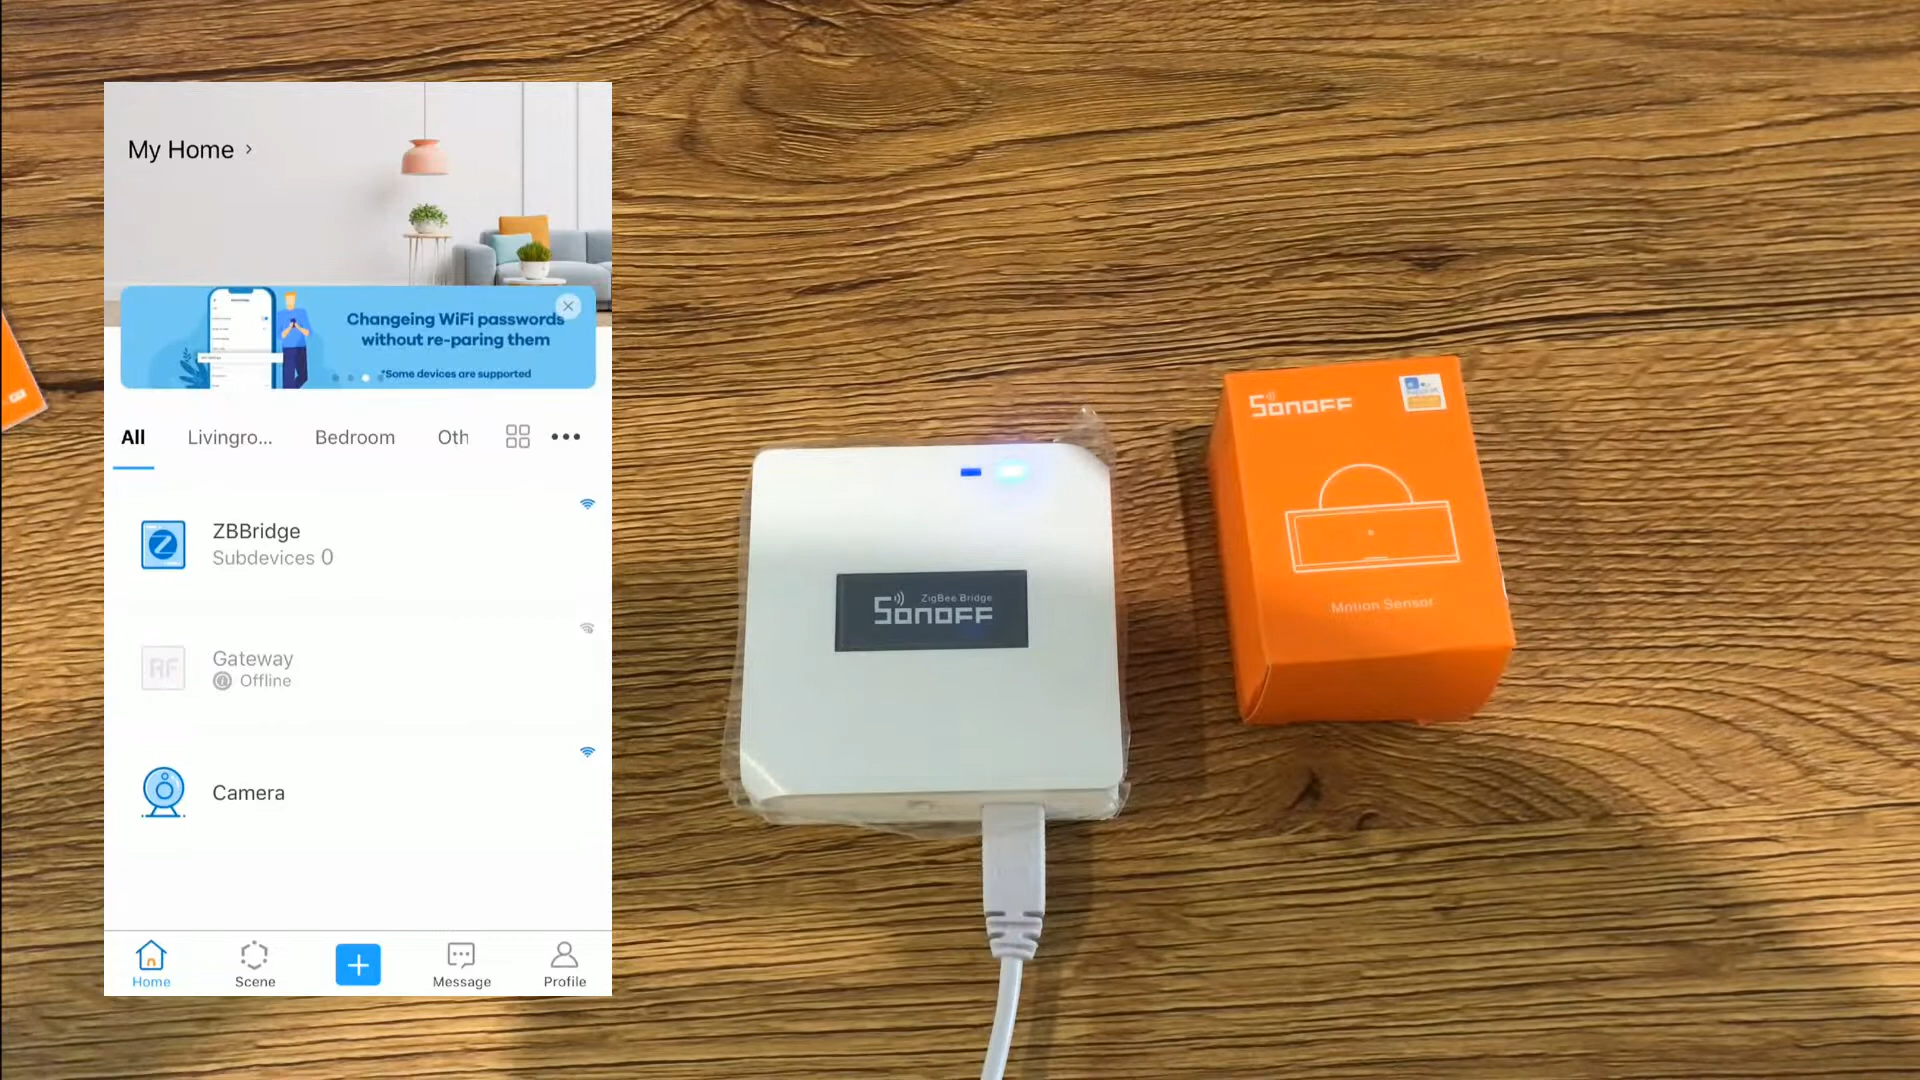 My Home
Changeing WiFi passwords
without re-paring them
*Some devices are supported
All
Livingro...
Bedroom
Oth
ZBBridge
Subdevices 0
RF
Gateway
Offline
Camera
Home
Scene
Message
Profile
ZigBee Bridge
SONOFF
SONOFF
Motion Sensor